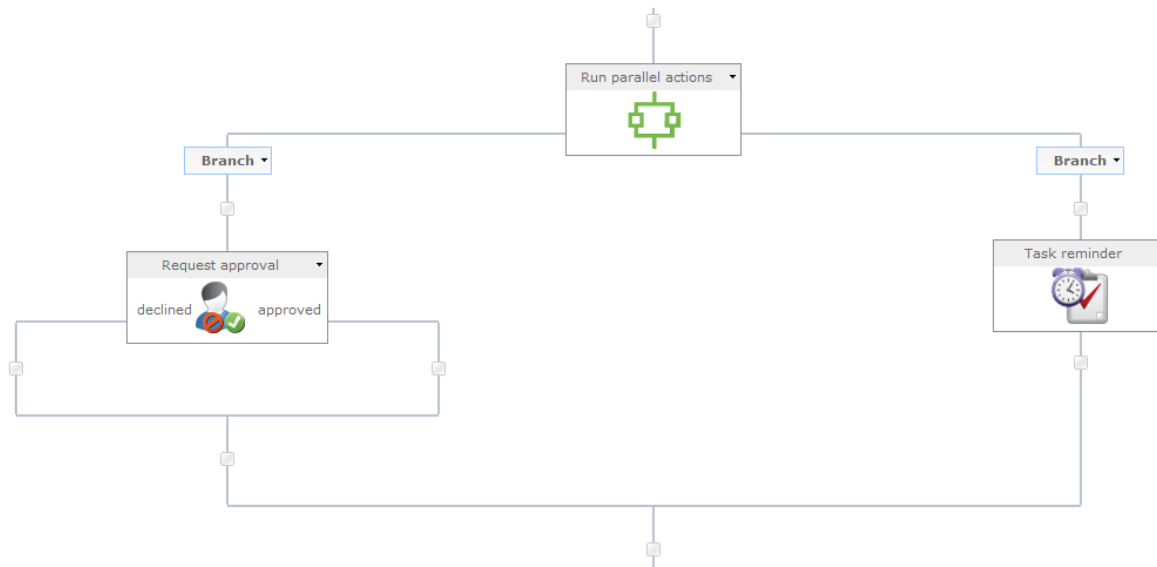 Run parallel actions
Branch
Branch
Request approval
declined
approved
Task reminder